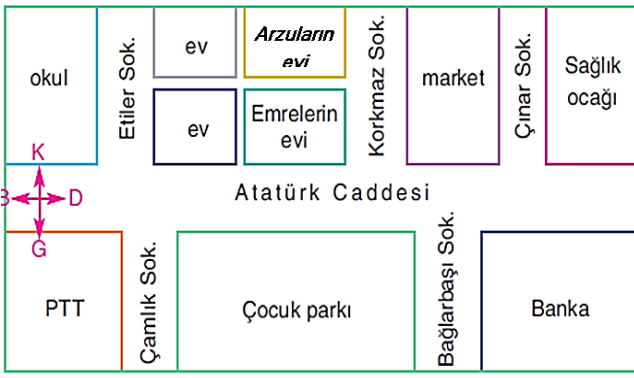 okul
Etiler Sok.
ev
Arzuların
evi
ev
Emrelerin
evi
Korkmaz Sok.
market
Çınar Sok.
Sağlık
ocağı
K
B
D
G
Atatürk Caddesi
PTT
Çamlık Sok.
Çocuk parkı
Bağlarbaşı Sok.
Banka